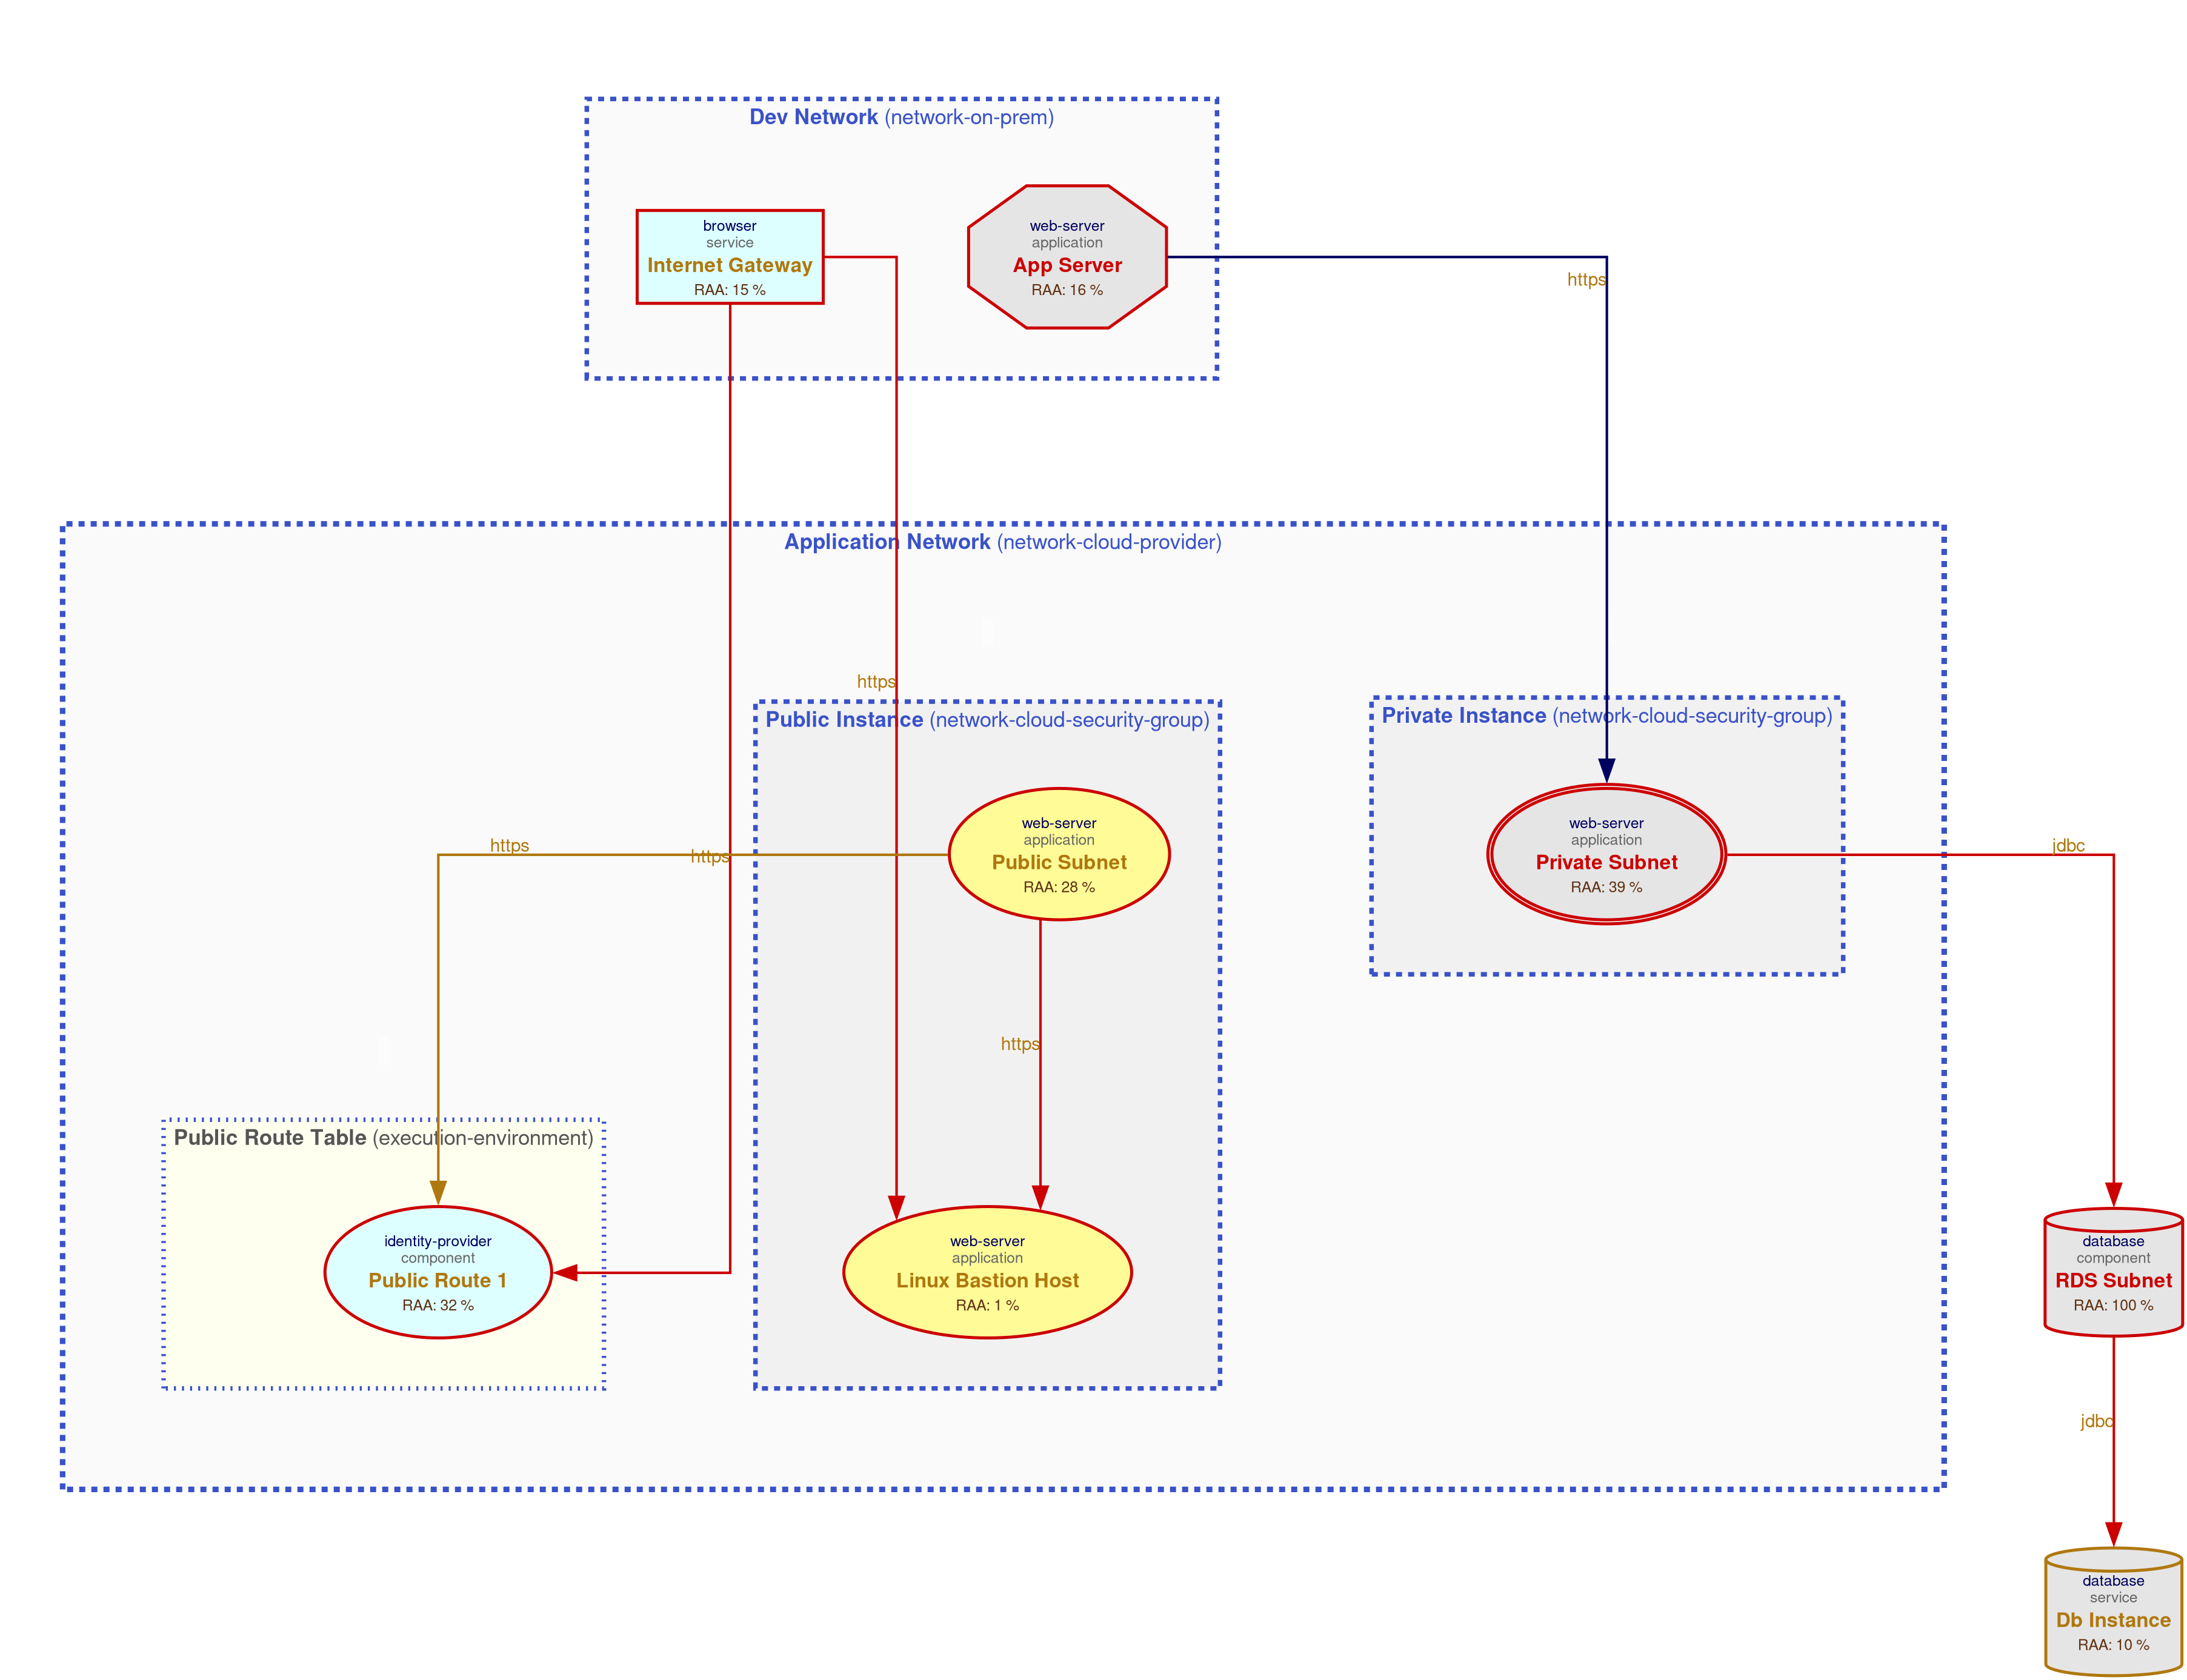 Dev Network (network-on-prem)
browser
service
Internet Gateway
RAA: 15 %
web-server
application
App Server
RAA: 16 %
https
Application Network (network-cloud-provider)
https
Public Instance (network-cloud-security-group)
Private Instance (network-cloud-security-group)
web-server
application
Public Subnet
RAA: 28 %
web-server
application
Private Subnet
RAA: 39 %
https
https
jdbc
https
Public Route Table (execution-environment)
identity-provider
component
Public Route 1
RAA: 32 %
web-server
application
Linux Bastion Host
RAA: 1 %
database
component
RDS Subnet
RAA: 100 %
jdbc
database
service
Db Instance
RAA: 10 %